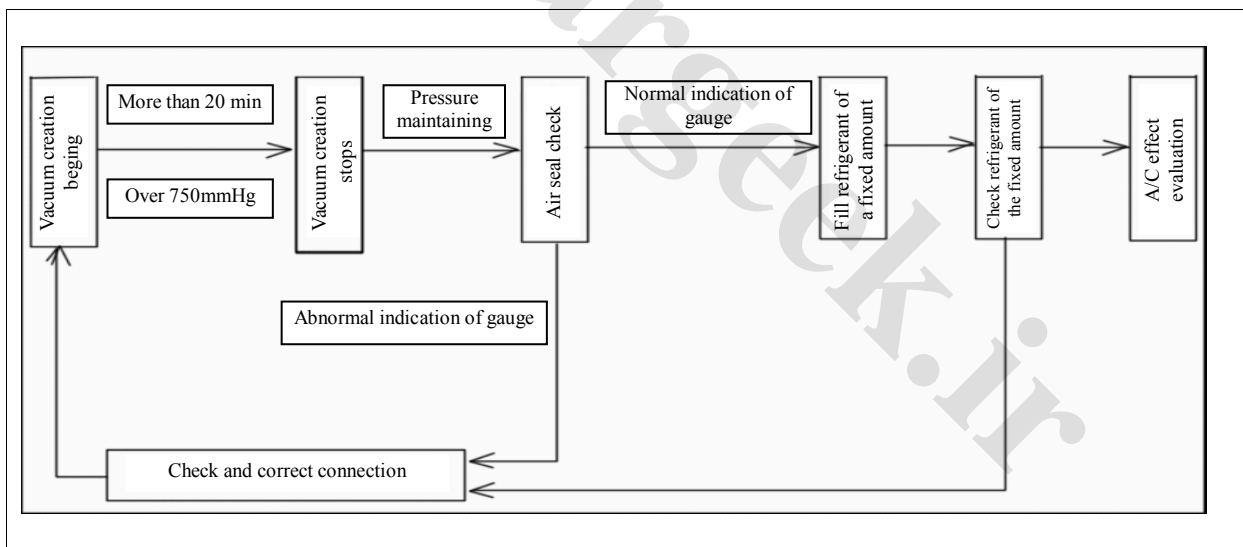 Vacuum creation
beging
More than 20 min
Over 750mmHg
Vacuum creation
stops
Pressure
maintaining
Air seal check
Normal indication of
gauge
Fill refrigerant of
a fixed amount
Check refrigerant of
the fixed amount
A/C effect
evaluation
Abnormal indication of gauge
Check and correct connection
argeek.ir